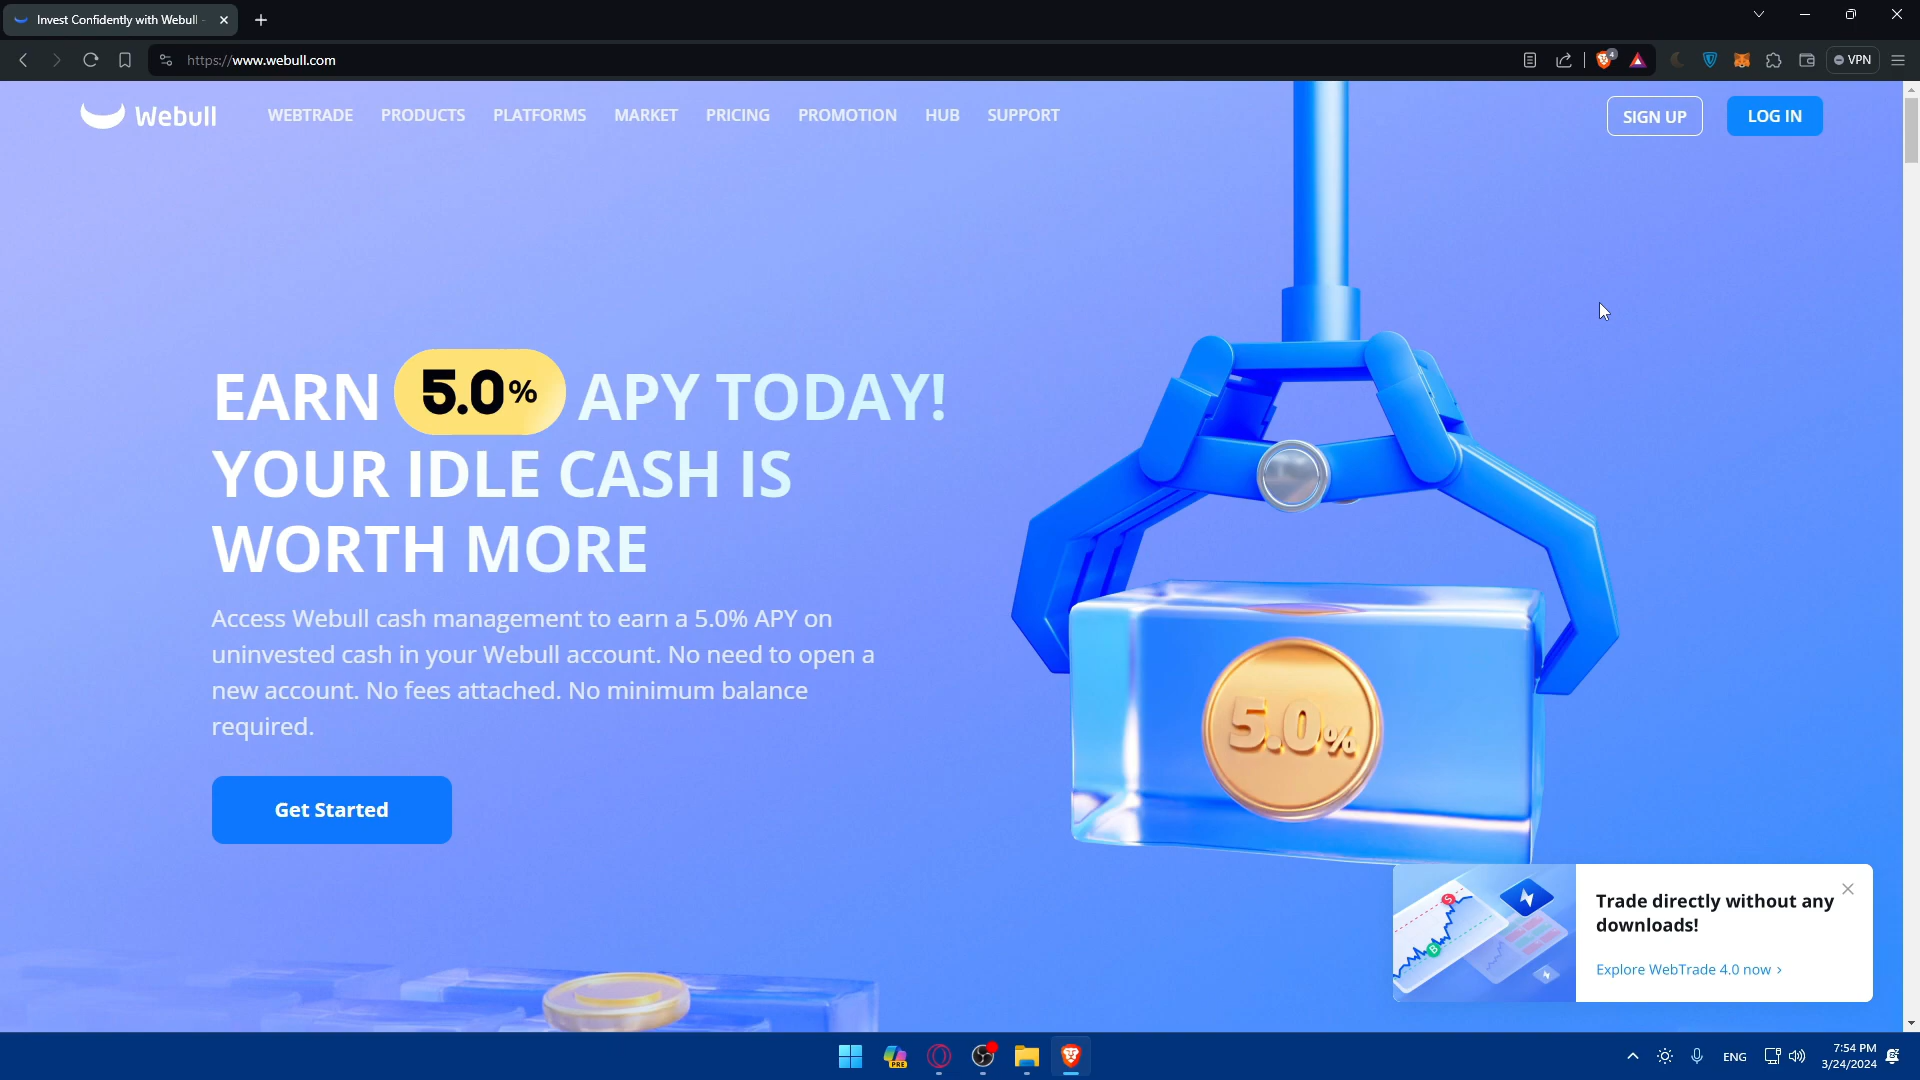 Invest Confidently with Webull -
https://www.webull.com
4
VPN
Webull
WEBTRADE
PRODUCTS
PLATFORMS
MARKET
PRICING
PROMOTION
HUB
SUPPORT
SIGN UP
LOG IN
EARN 5.0% APY TODAY!
YOUR IDLE CASH IS
WORTH MORE
Access Webull cash management to earn a 5.0% APY on
uninvested cash in your Webull account. No need to open a
new account. No fees attached. No minimum balance
required.
Get Started
5.0%
S
B
Trade directly without any
downloads!
Explore WebTrade 4.0 now ›
PRE
ENG
7:54 PM
3/24/2024